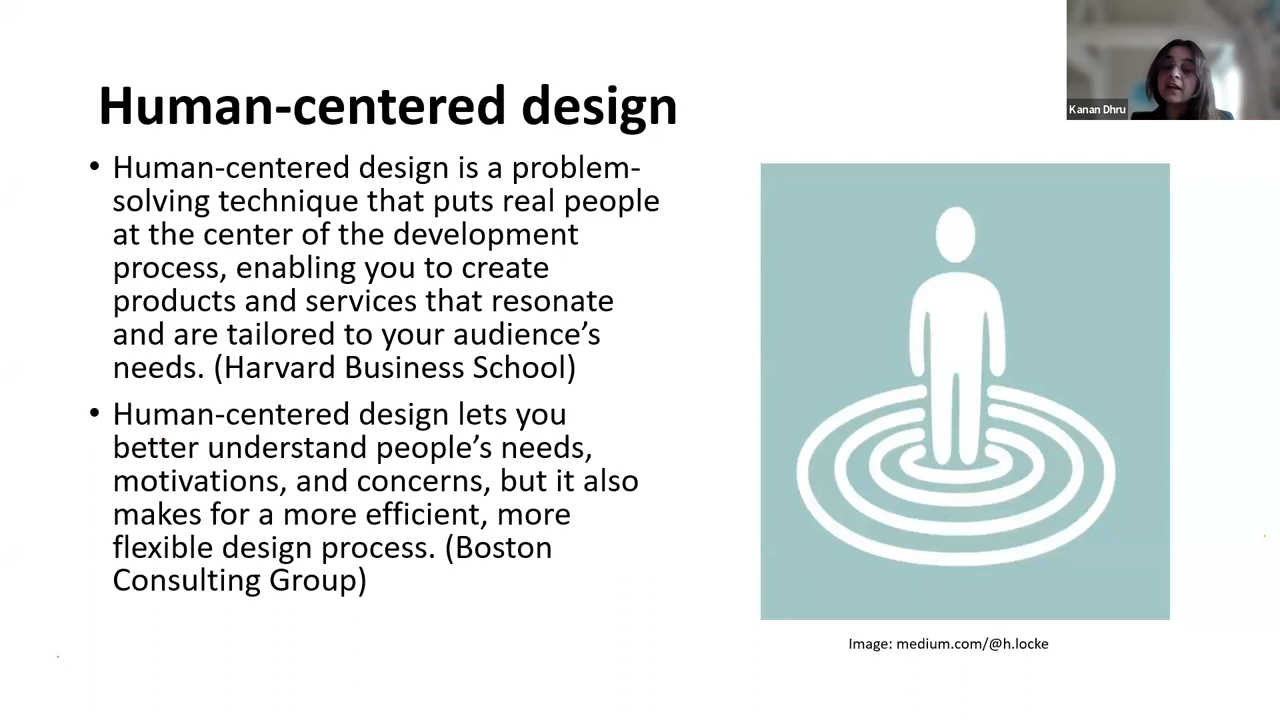 Human-centered design
Kanan Dhru
• Human-centered design is a problem-
solving technique that puts real people
at the center of the development
process, enabling you to create
products and services that resonate
and are tailored to your audience’s
needs. (Harvard Business School)
• Human-centered design lets you
better understand people’s needs,
motivations, and concerns, but it also
makes for a more efficient, more
flexible design process. (Boston
Consulting Group)
Image: medium.com/@h.locke